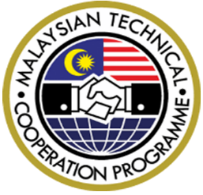 MALAYSIAN TECHNICAL
COOPERATION PROGRAMME